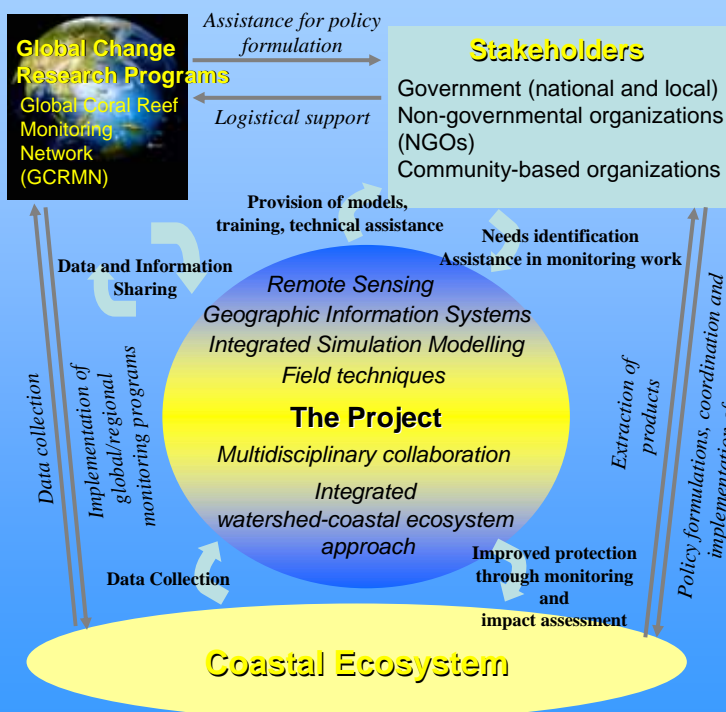 Global Change
Research Programs
Global Coral Reef
Monitoring
Network
(GCRMN)
Assistance for policy
formulation
Logistical support
Stakeholders
Government (national and local)
Non-governmental organizations
(NGOs)
Community-based organizations
Provision of models,
training, technical assistance
Needs identification
Assistance in monitoring work
Data and Information
Sharing
Remote Sensing
Geographic Information Systems
Integrated Simulation Modelling
Field techniques
The Project
Multidisciplinary collaboration
Integrated
watershed-coastal ecosystem
approach
Data collection
Implementation of
global/regional
monitoring programs
Extraction of
products
Policy formulations, coordination and
implementation of
Data Collection
Improved protection
through monitoring
and
impact assessment
Coastal Ecosystem